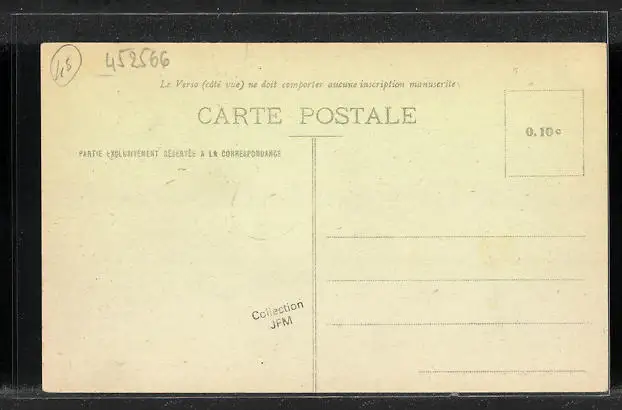 48
452566
Le Verso (côté vue) ne doit comporter aucune inscription manuscrite
CARTE POSTALE
0.10c
PARTIE EXCLUSIVEMENT RÉSERVÉE A LA CORRESPONDANCE
Collection
JFM